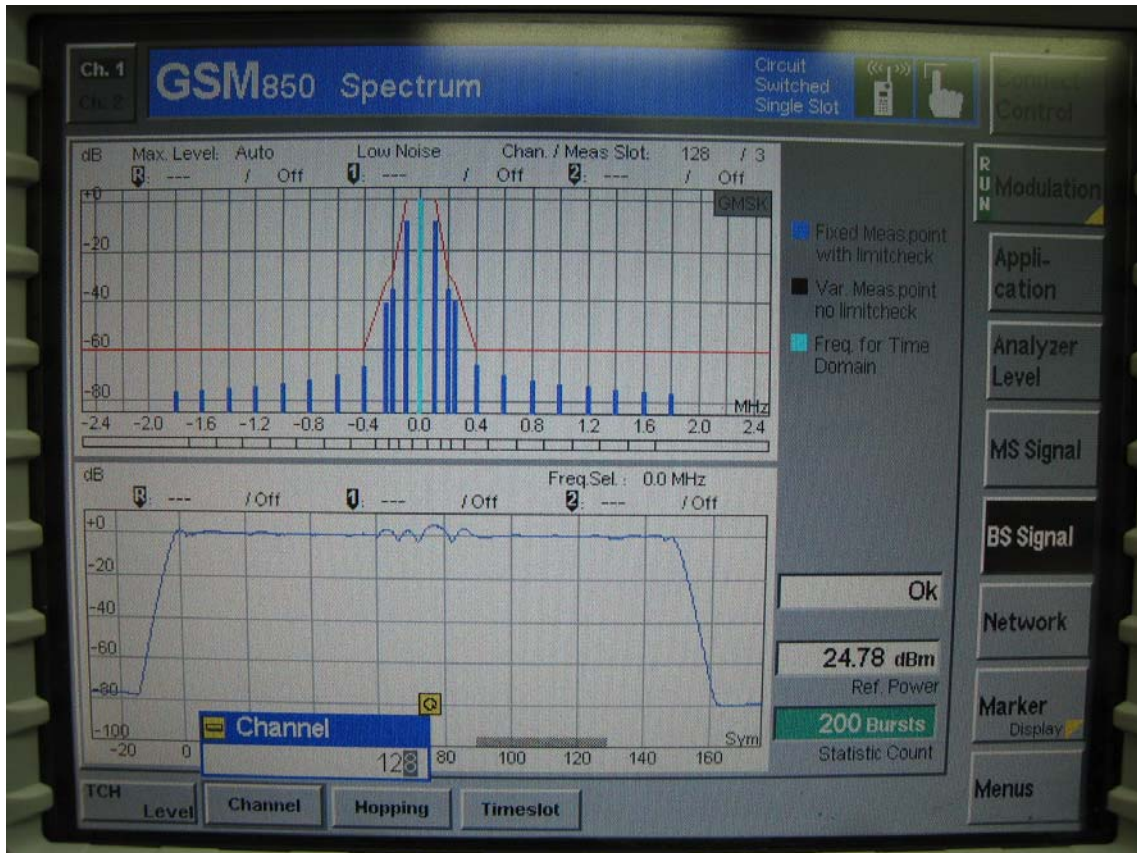 Ch. 1
Ch. 2
GSM850 Spectrum
Circuit
Switched
Single Slot
Connect
Control
dB Max. Level: Auto Low Noise Chan. / Meas Slot: 128 / 3
R: --- / Off 1: --- / Off 2: --- / Off
GMSK
+0
-20
-40
-60
-80
MHz
-2.4 -2.0 -1.6 -1.2 -0.8 -0.4 0.0 0.4 0.8 1.2 1.6 2.0 2.4
Fixed Meas.point
with limitcheck
Var. Meas.point
no limitcheck
Freq. for Time
Domain
dB Freq.Sel.: 0.0 MHz
R: --- / Off 1: --- / Off 2: --- / Off
+0
-20
-40
-60
-80
-100
Sym
-20 0 80 100 120 140 160
Channel
128
Ok
24.78 dBm
Ref. Power
200 Bursts
Statistic Count
RUN
Modulation
Appli-
cation
Analyzer
Level
MS Signal
BS Signal
Network
Marker
Display
Menus
TCH
Level
Channel
Hopping
Timeslot